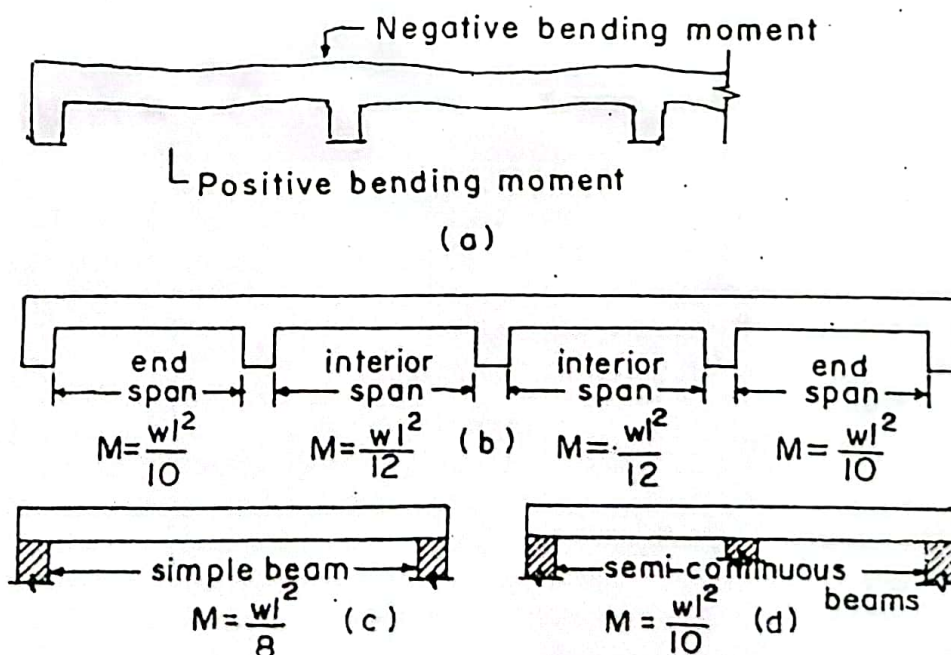 Negative bending moment
Positive bending moment
(a)
end span
interior span
interior span
end span
M = wl²/10
M = wl²/12
(b)
M = wl²/12
M = wl²/10
simple beam
semi-continuous beams
M = wl²/8
(c)
M = wl²/10
(d)